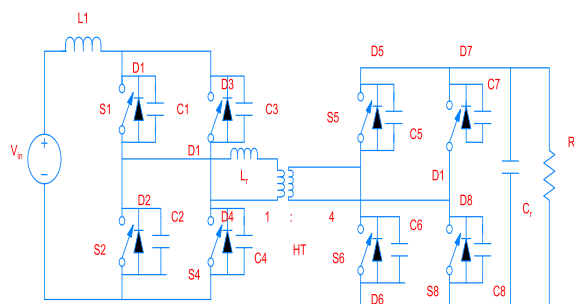 L1
D5
D7
D1
D3
C7
S1
C1
C3
S5
C5
R
Vin
D1
Lr
D1
D2
D4
1 : 4
D8
Cr
C2
C6
HT
S2
C4
S6
S4
S8
C8
D6